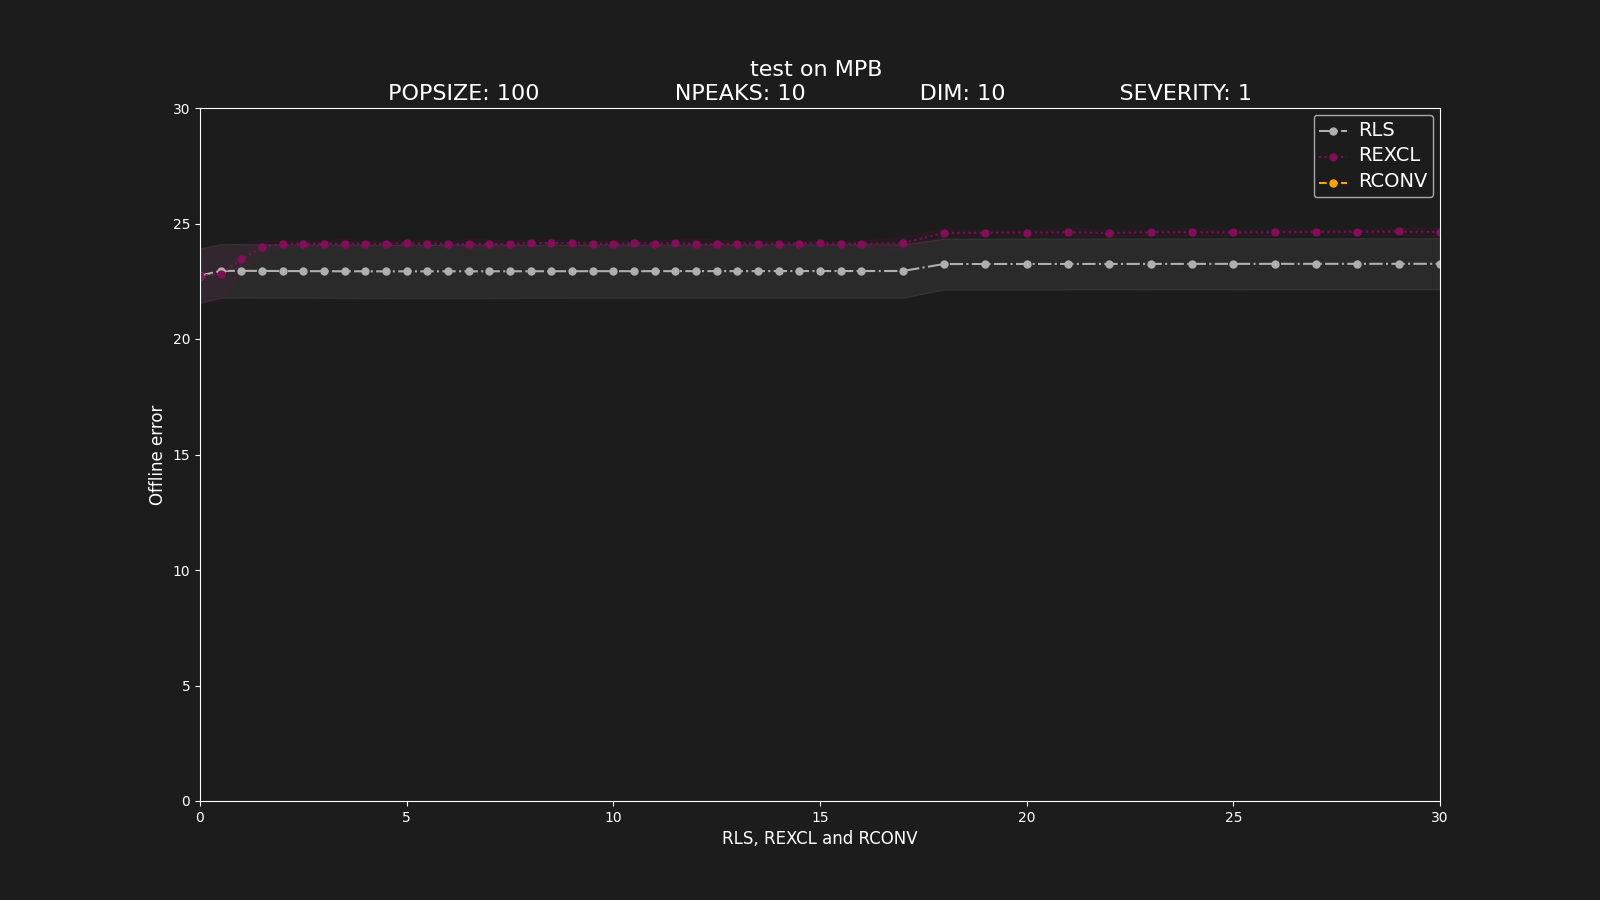 test on MPB
POPSIZE: 100 NPEAKS: 10 DIM: 10 SEVERITY: 1
RLS
REXCL
RCONV
30
25
20
15
10
5
0
Offline error
0 5 10 15 20 25 30
RLS, REXCL and RCONV